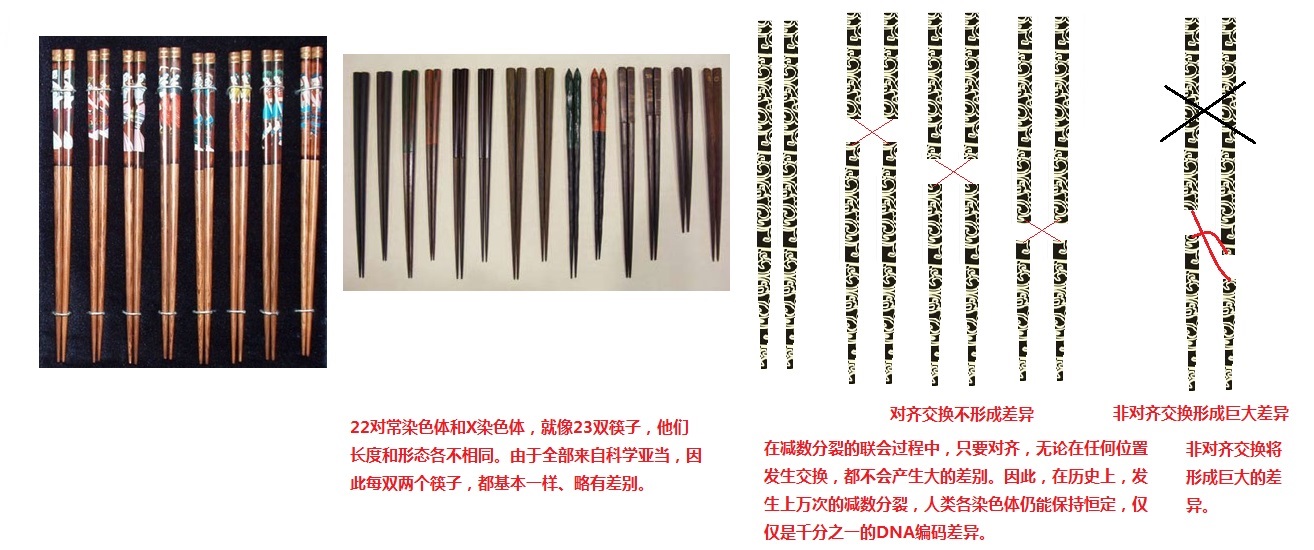 对齐交换不形成差异
非对齐交换形成巨大差异
22对常染色体和X染色体，就像23双筷子，他们
长度和形态各不相同。由于全部来自科学亚当，因
此每双两个筷子，都基本一样、略有差别。
在减数分裂的联会过程中，只要对齐，无论在任何位置
发生交换，都不会产生大的差别。因此，在历史上，发
生上万次的减数分裂，人类各染色体仍能保持恒定，仅
仅是千分之一的DNA编码差异。
非对齐交换将
形成巨大的差
异。